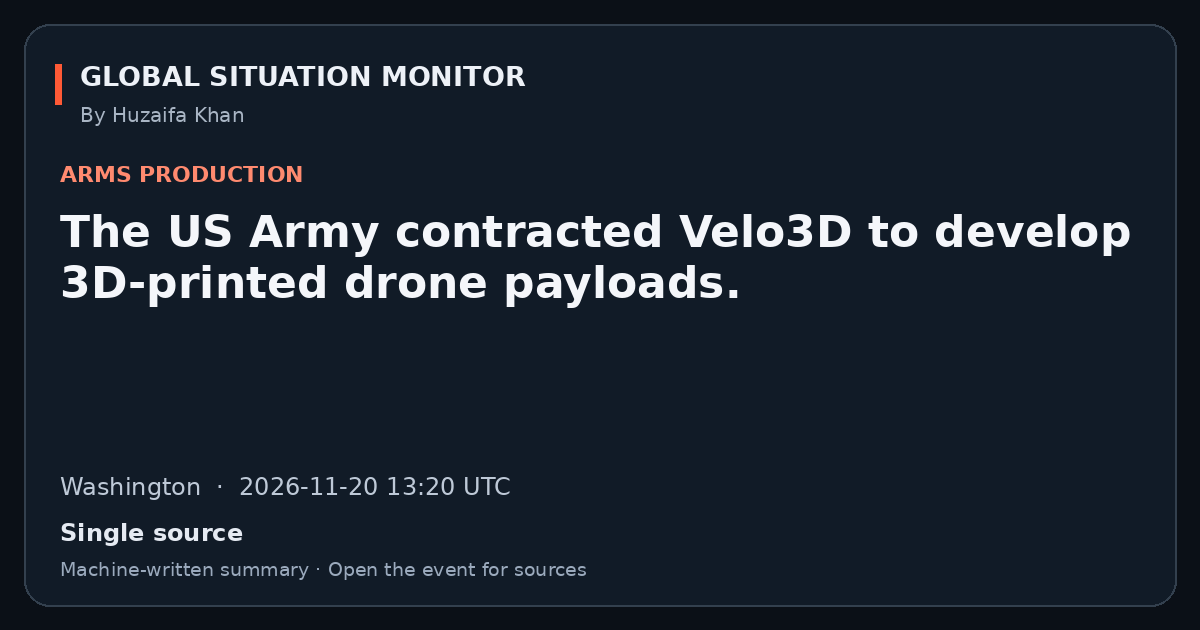 GLOBAL SITUATION MONITOR
By Huzaifa Khan
ARMS PRODUCTION
The US Army contracted Velo3D to develop
3D-printed drone payloads.
Washington · 2026-11-20 13:20 UTC
Single source
Machine-written summary · Open the event for sources